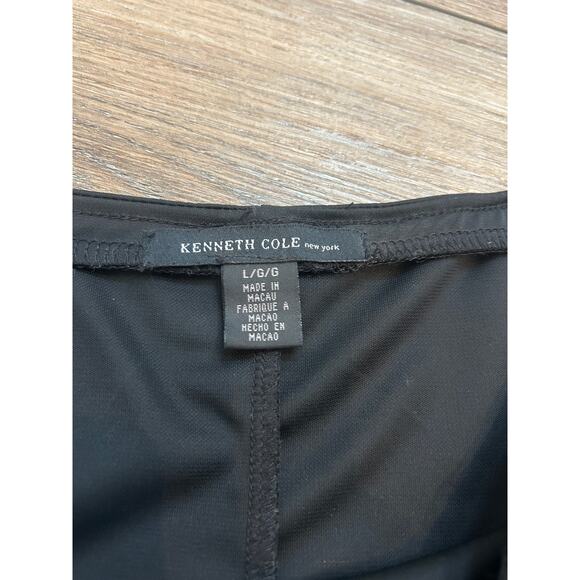 KENNETH COLE new york
L/G/G
MADE IN
MACAU
FABRIQUE A
MACAO
HECHO EN
MACAO